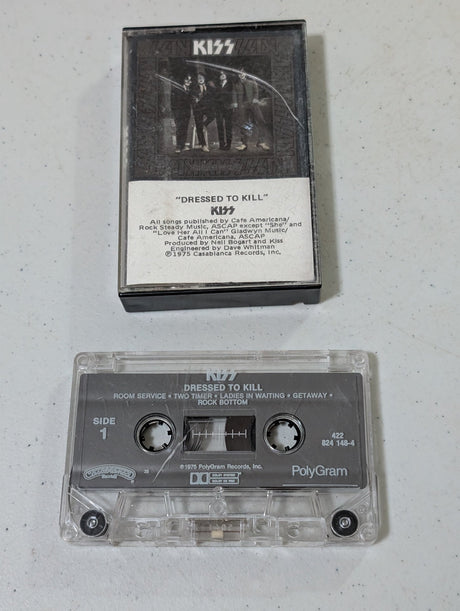 KISS
"DRESSED TO KILL"
KISS
All songs published by Cafe Americana/
Rock Steady Music, ASCAP except "She" and
"Love Her All I Can" Gladwyn Music/
Cafe Americana, ASCAP
Produced by Neil Bogart and Kiss
Engineered by Dave Whitman
℗1975 Casablanca Records, Inc.
KISS
DRESSED TO KILL
ROOM SERVICE • TWO TIMER • LADIES IN WAITING • GETAWAY •
ROCK BOTTOM
SIDE
1
422
824 148-4
℗1975 PolyGram Records, Inc.
PolyGram
DOLBY SYSTEM